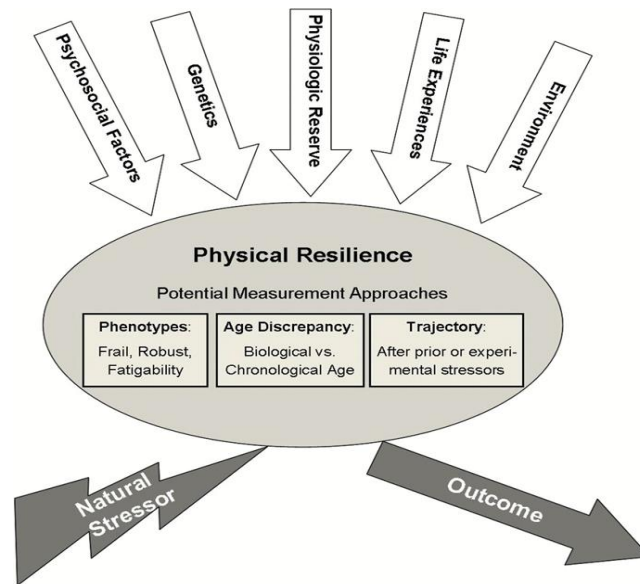 Psychosocial Factors
Genetics
Physiologic Reserve
Life Experiences
Environment
Physical Resilience
Potential Measurement Approaches
Phenotypes:
Frail, Robust,
Fatigability
Age Discrepancy:
Biological vs.
Chronological Age
Trajectory:
After prior or experi-
mental stressors
Natural
Stressor
Outcome